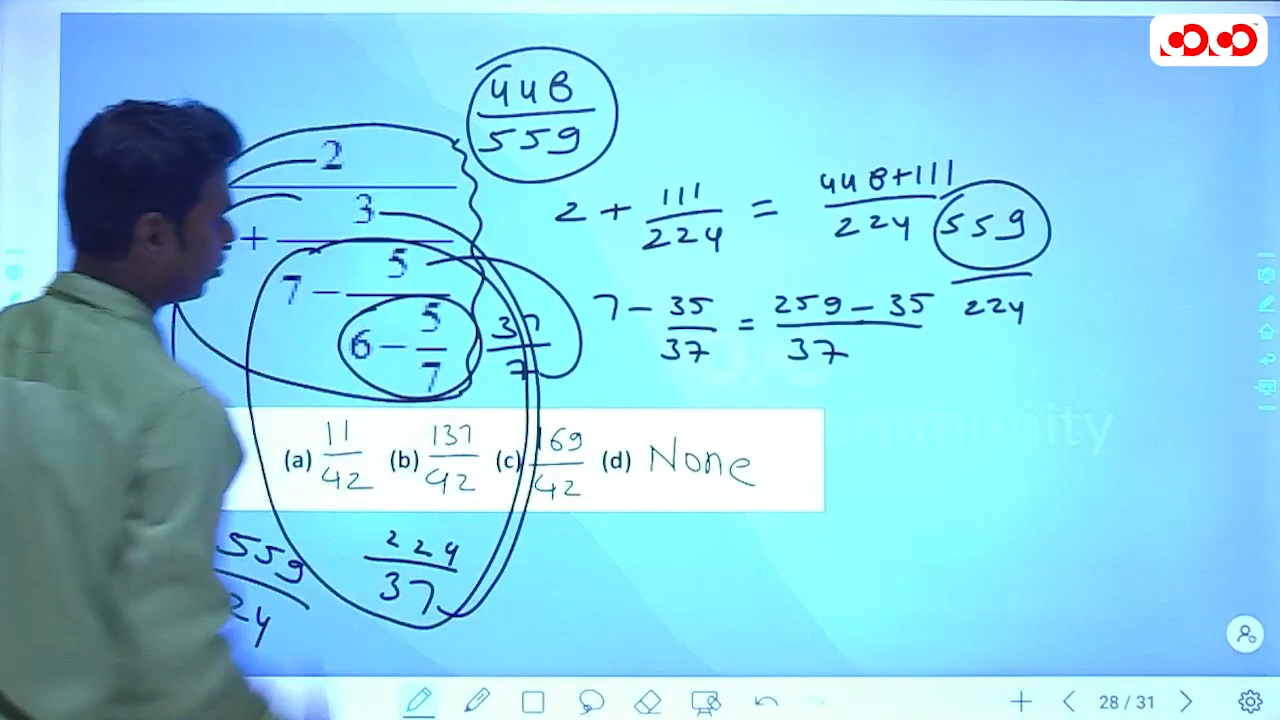 448
559
2
+ 3
7 − 5
6 − 5
7
37
7
2 + 111/224 = 448+111/224
559
224
7 − 35/37 = 259 − 35/37
(a) 11/42 (b) 137/42 (c) 169/42 (d) None
559
24
224
37
28 / 31